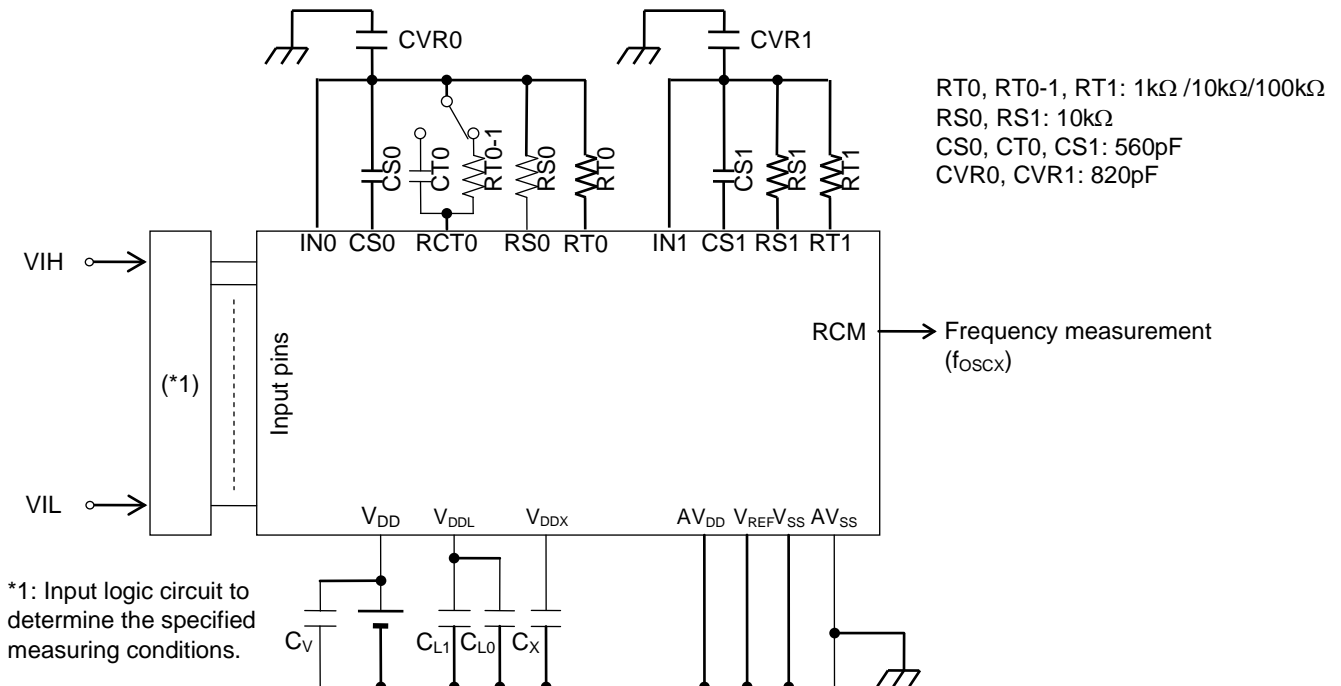 CVR0
CVR1
RT0, RT0-1, RT1: 1kΩ /10kΩ/100kΩ
RS0, RS1: 10kΩ
CS0, CT0, CS1: 560pF
CVR0, CVR1: 820pF
CS0
CT0
RT0-1
RS0
RT0
CS1
RS1
RT1
IN0 CS0 RCT0 RS0 RT0
IN1 CS1 RS1 RT1
VIH
(*1)
Input pins
RCM
Frequency measurement
(fOSCX)
VIL
VDD VDDL VDDX AVDD VREF VSS AVSS
*1: Input logic circuit to
determine the specified
measuring conditions.
CV
CL1 CL0 CX